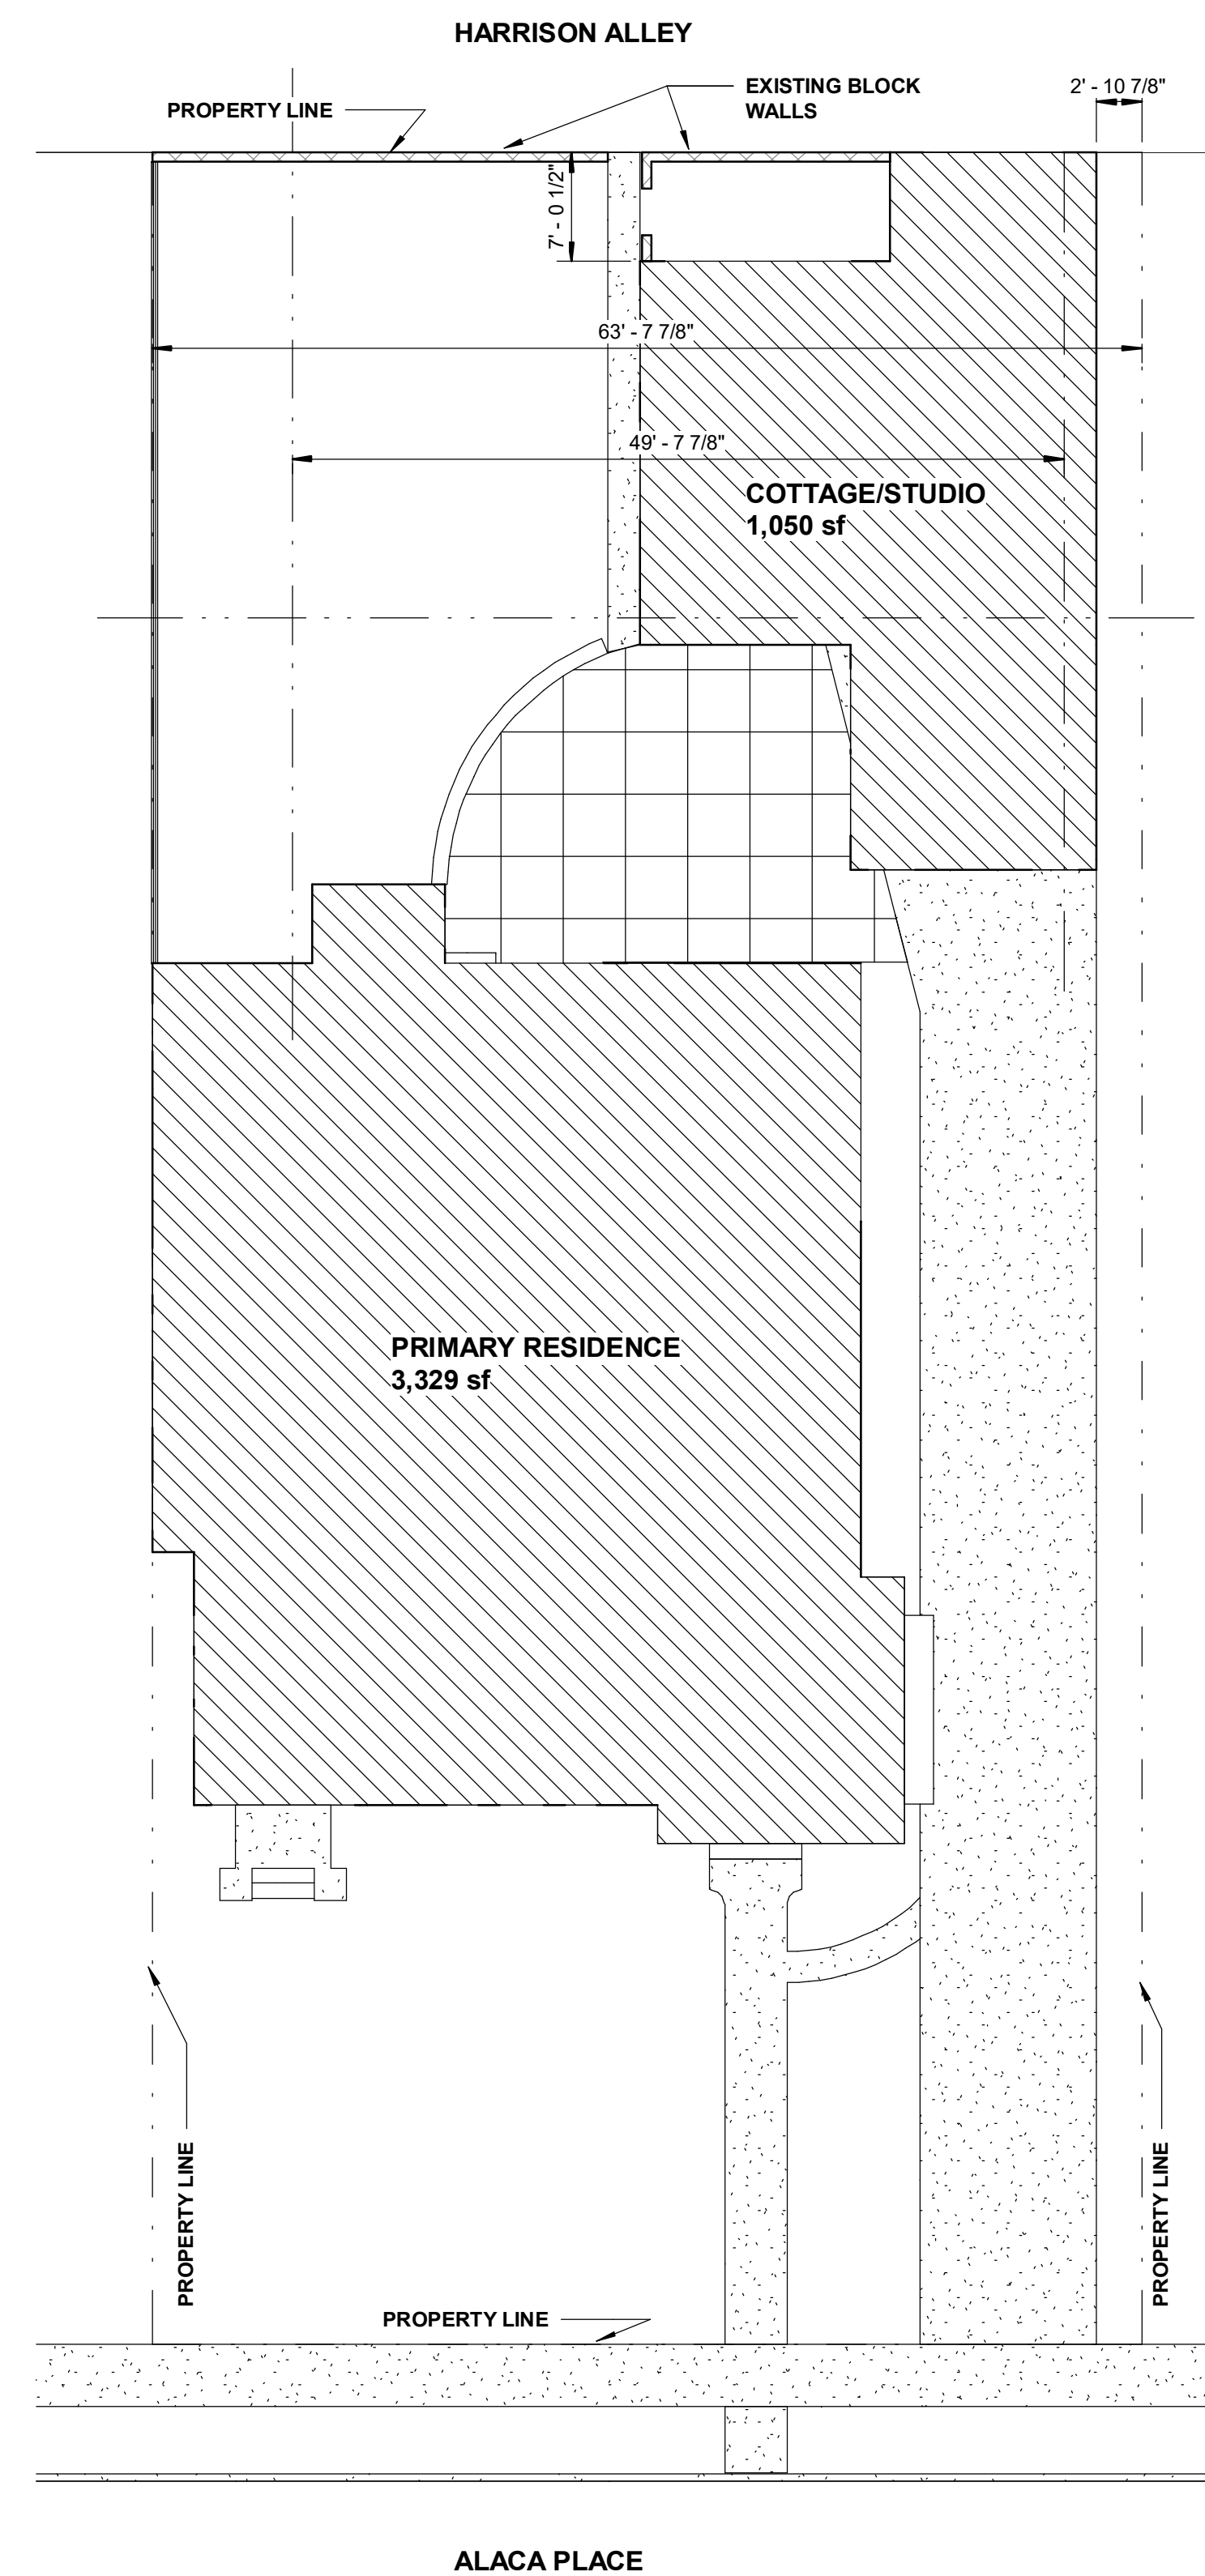 HARRISON ALLEY
EXISTING BLOCK
WALLS
2' - 10 7/8"
PROPERTY LINE
7' - 0 1/2"
63' - 7 7/8"
49' - 7 7/8"
COTTAGE/STUDIO
1,050 sf
PRIMARY RESIDENCE
3,329 sf
PROPERTY LINE
PROPERTY LINE
PROPERTY LINE
ALACA PLACE